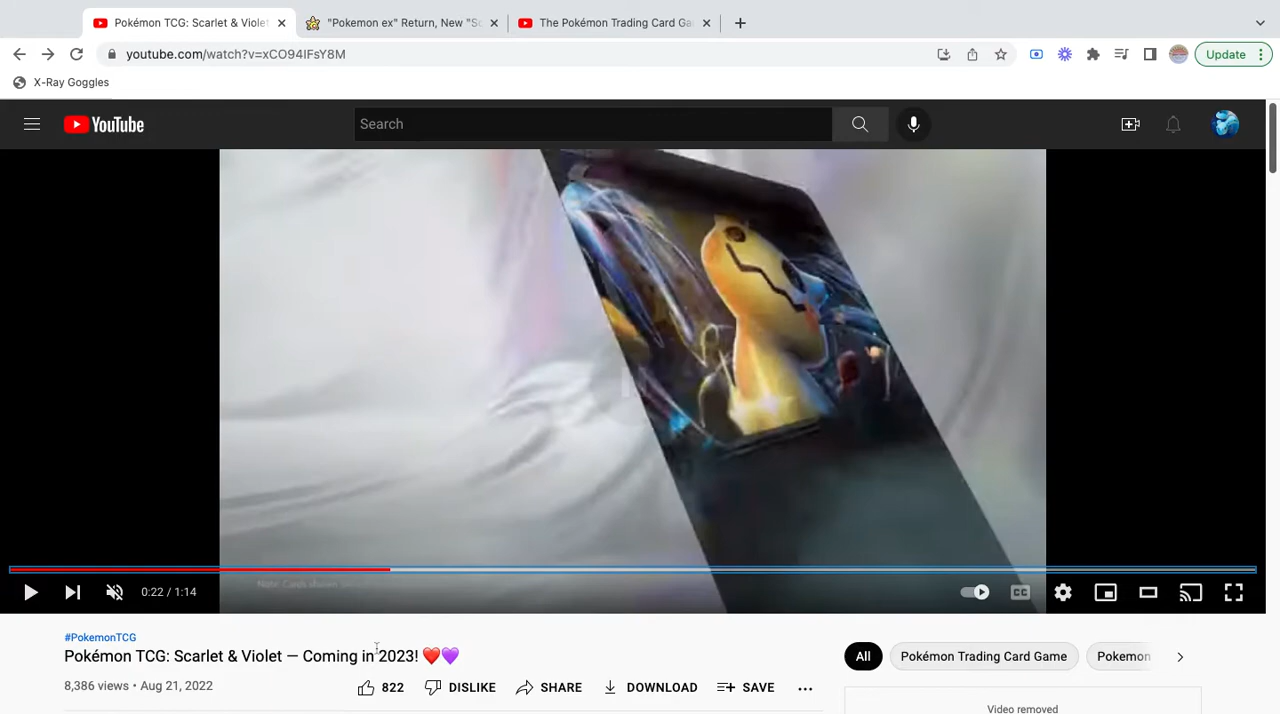 Pokémon TCG: Scarlet & Violet
"Pokemon ex" Return, New "Sc
The Pokémon Trading Card Ga
youtube.com/watch?v=xCO94IFsY8M
Update
X-Ray Goggles
YouTube
Search
0:22 / 1:14
CC
#PokemonTCG
Pokémon TCG: Scarlet & Violet — Coming in 2023! ❤️💜
8,386 views • Aug 21, 2022
822
DISLIKE
SHARE
DOWNLOAD
SAVE
All
Pokémon Trading Card Game
Pokemon
Video removed